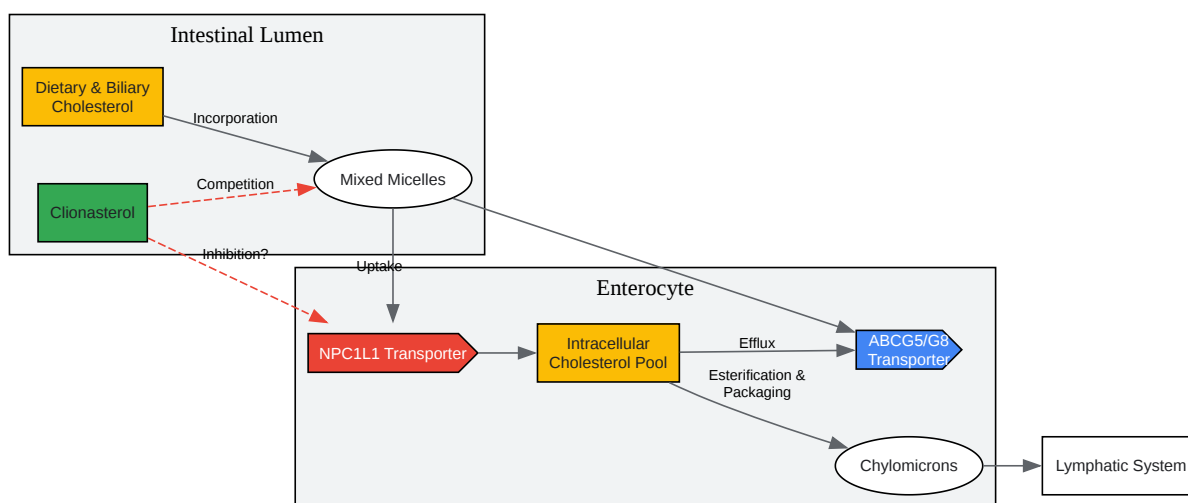 Intestinal Lumen
Dietary & Biliary
Cholesterol
Incorporation
Mixed Micelles
Competition
Clionasterol
Inhibition?
Uptake
Enterocyte
NPC1L1 Transporter
Intracellular
Cholesterol Pool
Efflux
ABCG5/G8
Transporter
Esterification &
Packaging
Chylomicrons
Lymphatic System